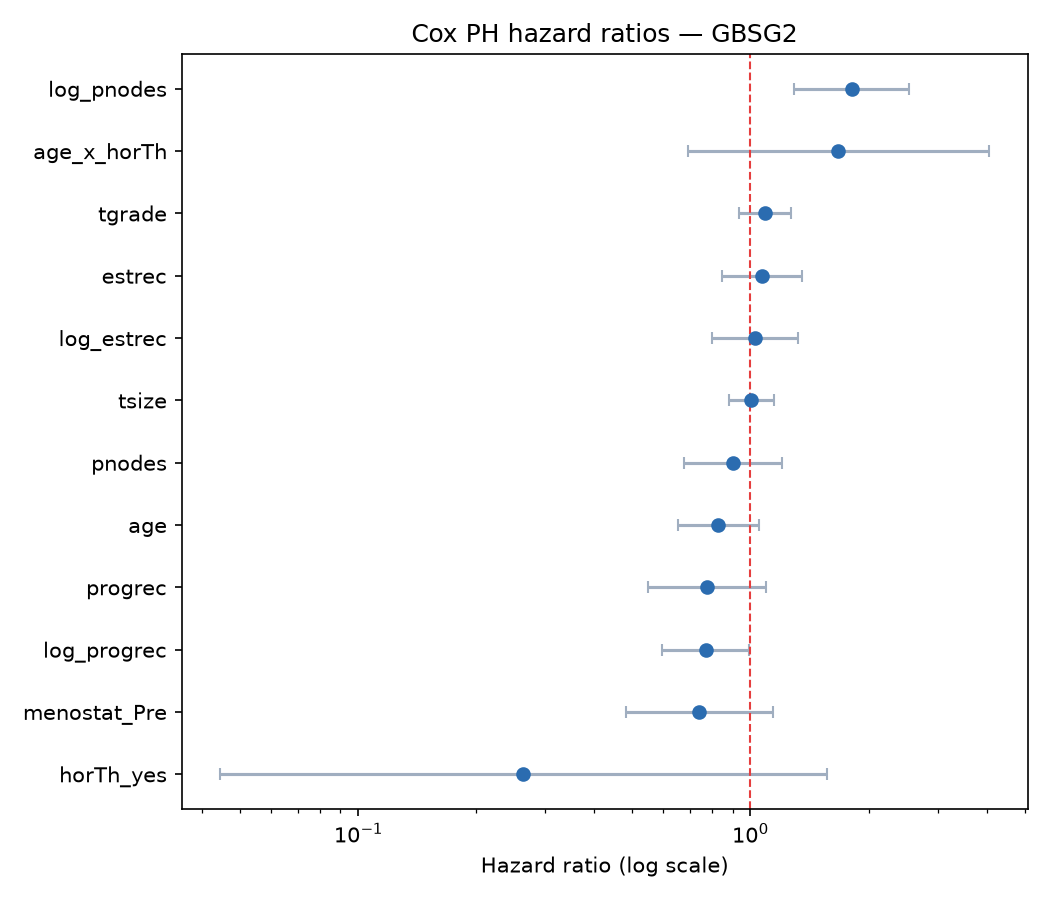 Cox PH hazard ratios — GBSG2
log_pnodes
age_x_horTh
tgrade
estrec
log_estrec
tsize
pnodes
age
progrec
log_progrec
menostat_Pre
horTh_yes
10⁻¹ 10⁰
Hazard ratio (log scale)